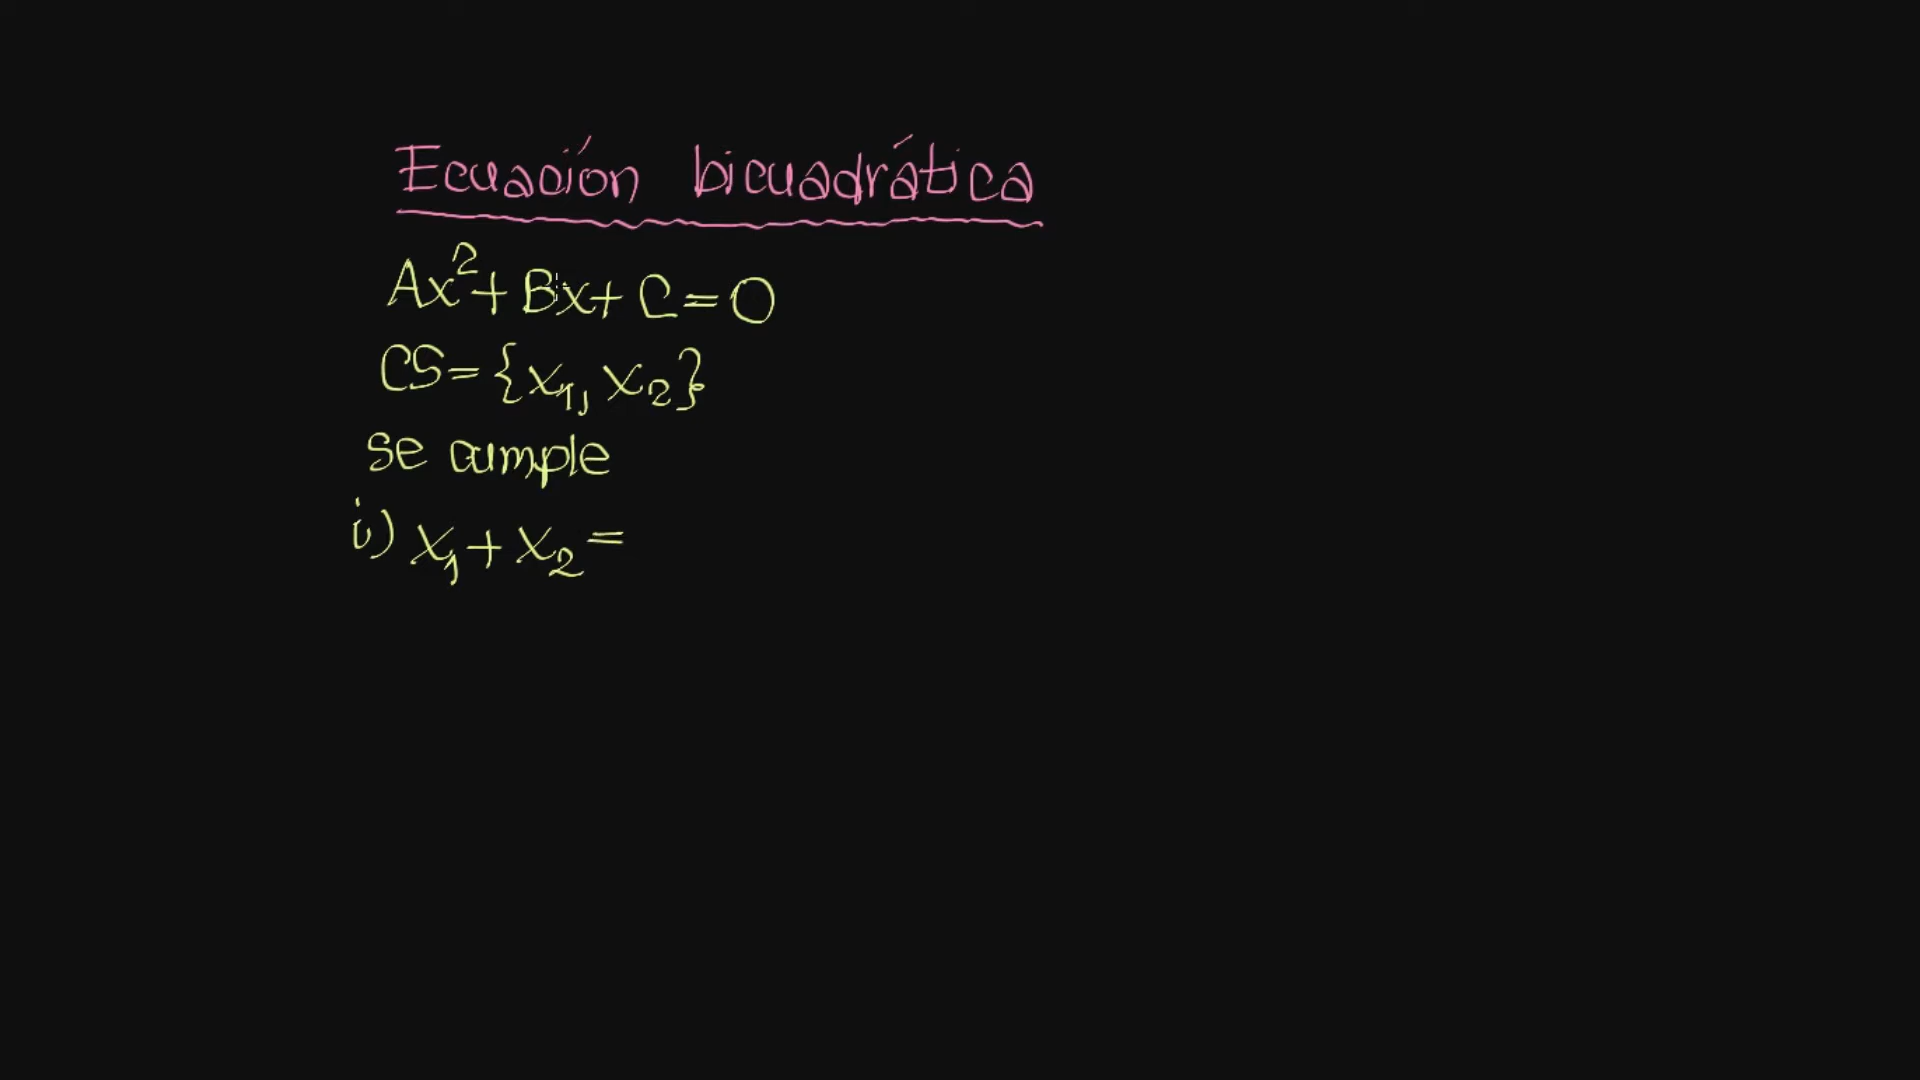 Ecuación bicuadrática
Ax²+Bx+C=0
CS={x₁, x₂}
se cumple
i) x₁+x₂=